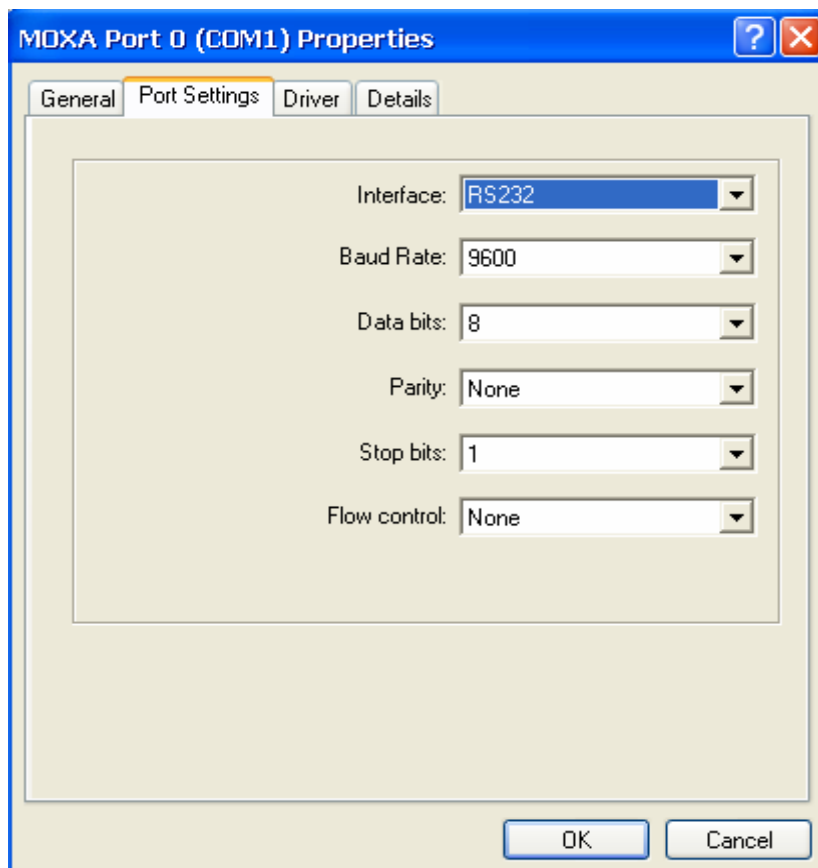 MOXA Port 0 (COM1) Properties
General Port Settings Driver Details
Interface: RS232
Baud Rate: 9600
Data bits: 8
Parity: None
Stop bits: 1
Flow control: None
OK Cancel